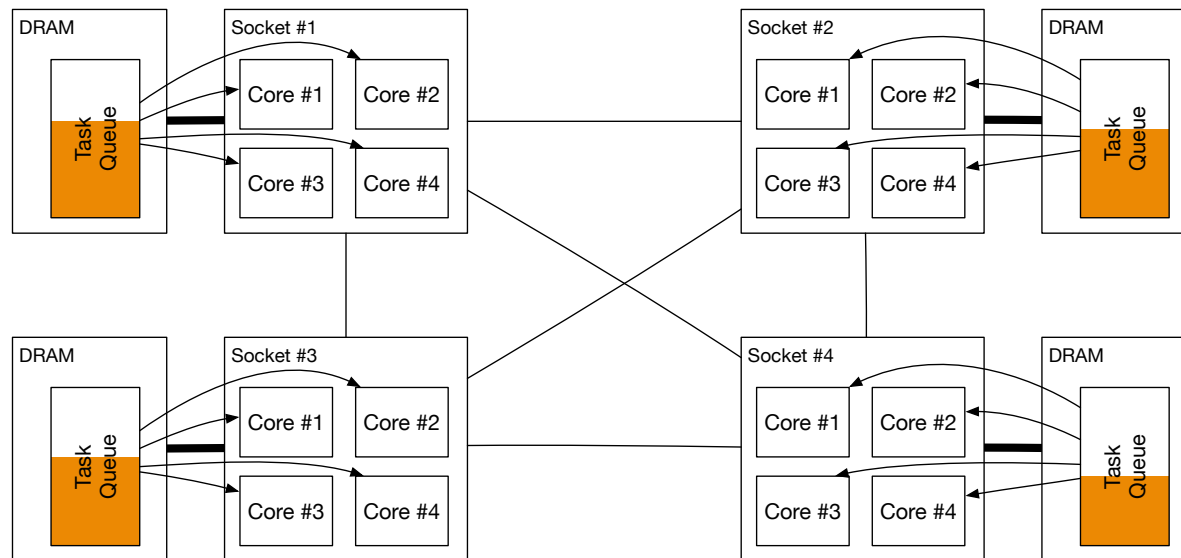 DRAM
Socket #1
Socket #2
DRAM
Task
Queue
Core #1
Core #2
Core #3
Core #4
Core #1
Core #2
Core #3
Core #4
Task
Queue
DRAM
Socket #3
Socket #4
DRAM
Task
Queue
Core #1
Core #2
Core #3
Core #4
Core #1
Core #2
Core #3
Core #4
Task
Queue